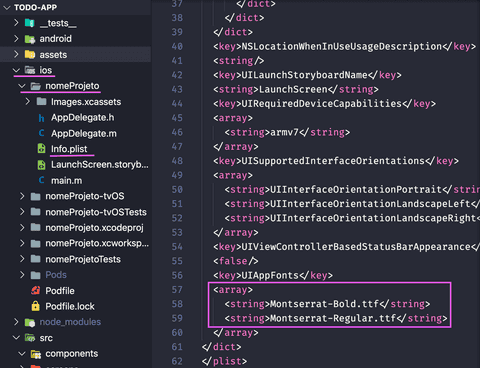 TODO-APP
__tests__
android
assets
ios
nomeProjeto
Images.xcassets
AppDelegate.h
AppDelegate.m
Info.plist
LaunchScreen.storyb...
main.m
nomeProjeto-tvOS
nomeProjeto-tvOSTests
nomeProjeto.xcodeproj
nomeProjeto.xcworksp...
nomeProjetoTests
Pods
Podfile
Podfile.lock
node_modules
src
components
37 </dict>
38 </dict>
39 </dict>
40 <key>NSLocationWhenInUseUsageDescription</key>
41 <string/>
42 <key>UILaunchStoryboardName</key>
43 <string>LaunchScreen</string>
44 <key>UIRequiredDeviceCapabilities</key>
45 <array>
46 <string>armv7</string>
47 </array>
48 <key>UISupportedInterfaceOrientations</key>
49 <array>
50 <string>UIInterfaceOrientationPortrait</string
51 <string>UIInterfaceOrientationLandscapeLeft</
52 <string>UIInterfaceOrientationLandscapeRight</
53 </array>
54 <key>UIViewControllerBasedStatusBarAppearance</
55 <false/>
56 <key>UIAppFonts</key>
57 <array>
58 <string>Montserrat-Bold.ttf</string>
59 <string>Montserrat-Regular.ttf</string>
60 </array>
61 </dict>
62 </plist>